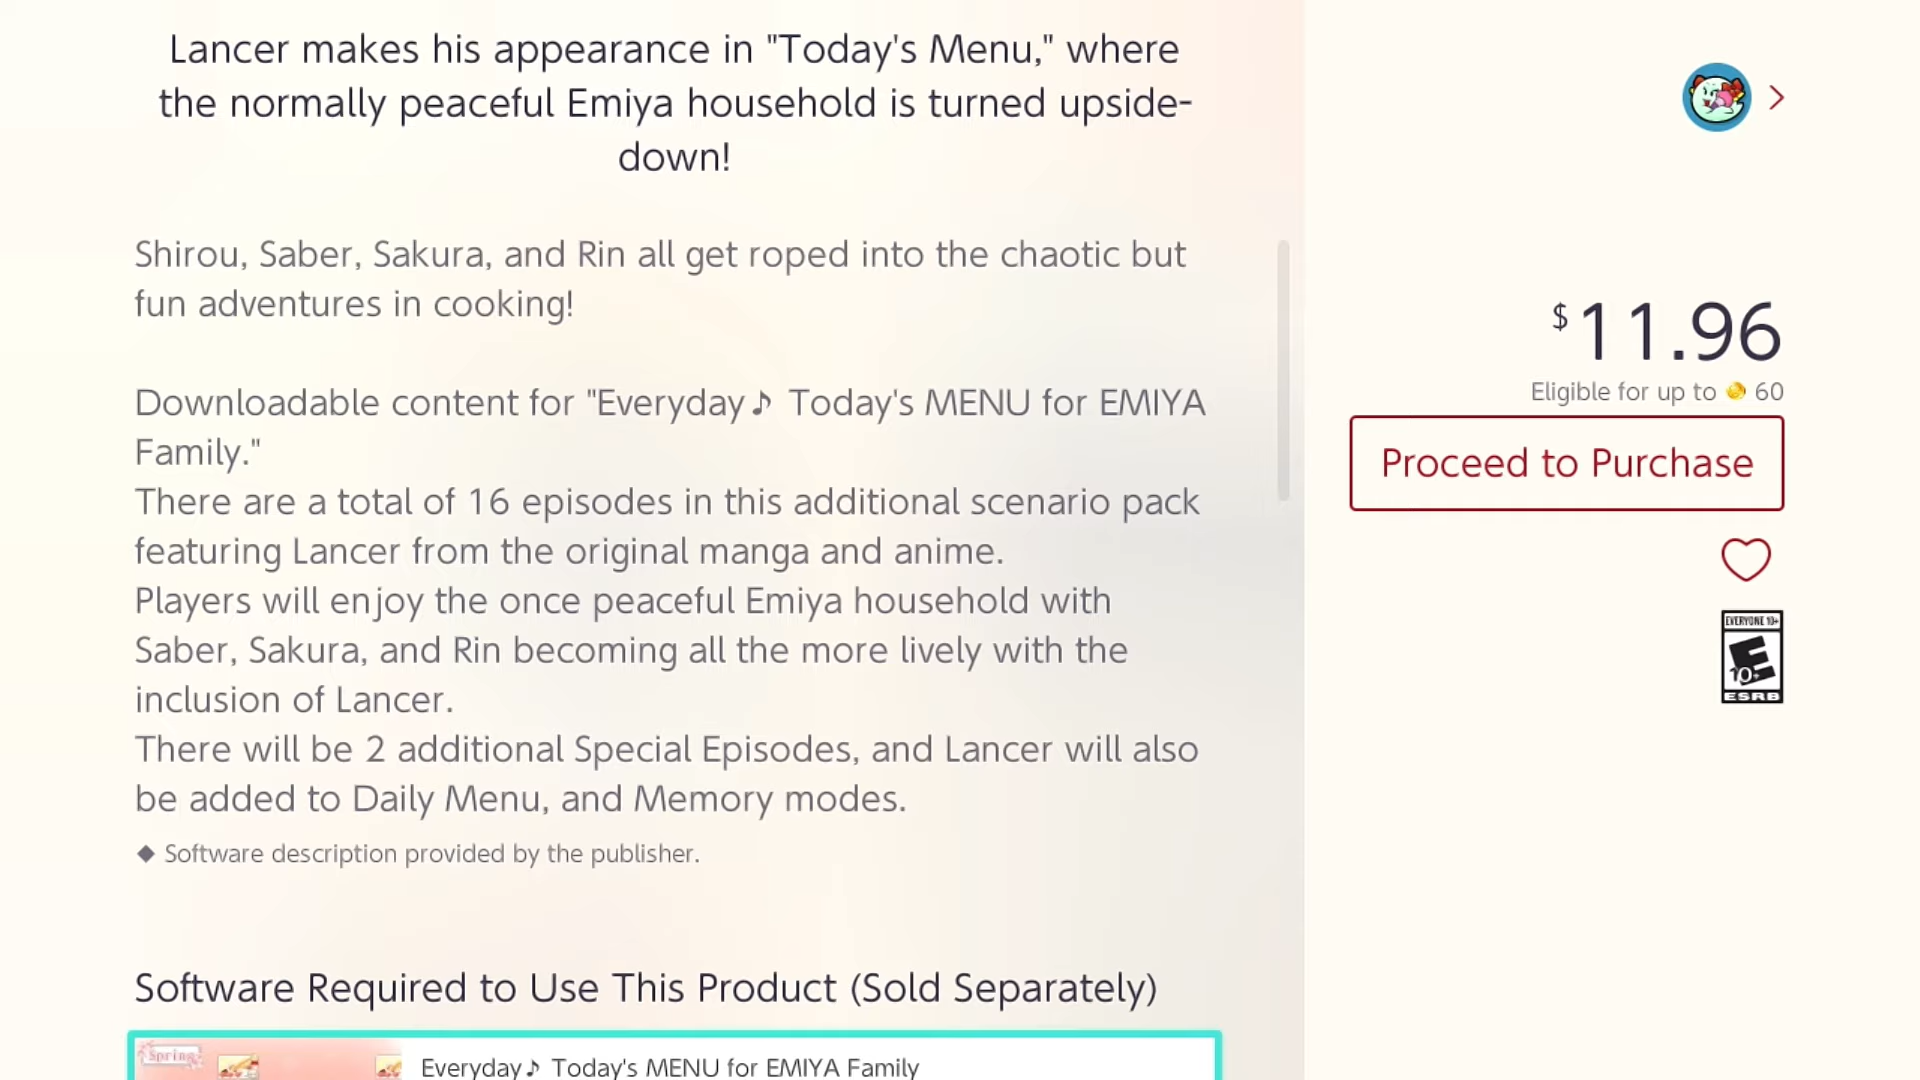 Lancer makes his appearance in "Today's Menu," where
the normally peaceful Emiya household is turned upside-
down!
Shirou, Saber, Sakura, and Rin all get roped into the chaotic but
fun adventures in cooking!
Downloadable content for "Everyday♪ Today's MENU for EMIYA
Family."
There are a total of 16 episodes in this additional scenario pack
featuring Lancer from the original manga and anime.
Players will enjoy the once peaceful Emiya household with
Saber, Sakura, and Rin becoming all the more lively with the
inclusion of Lancer.
There will be 2 additional Special Episodes, and Lancer will also
be added to Daily Menu, and Memory modes.
◆ Software description provided by the publisher.
Software Required to Use This Product (Sold Separately)
Spring
Everyday♪ Today's MENU for EMIYA Family
$11.96
Eligible for up to 60
Proceed to Purchase
EVERYONE 10+
E
10+
ESRB